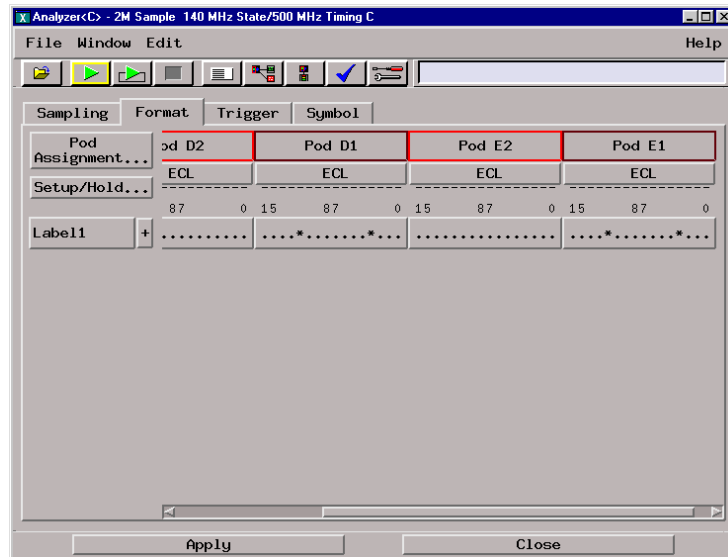 Analyzer<C> - 2M Sample 140 MHz State/500 MHz Timing C
File Window Edit Help
Sampling Format Trigger Symbol
Pod Assignment...
od D2 Pod D1 Pod E2 Pod E1
Setup/Hold...
ECL ECL ECL ECL
87 0 15 87 0 15 87 0 15 87 0
Label1 + .......... ....*.......*... ................ ....*.......*...
Apply Close